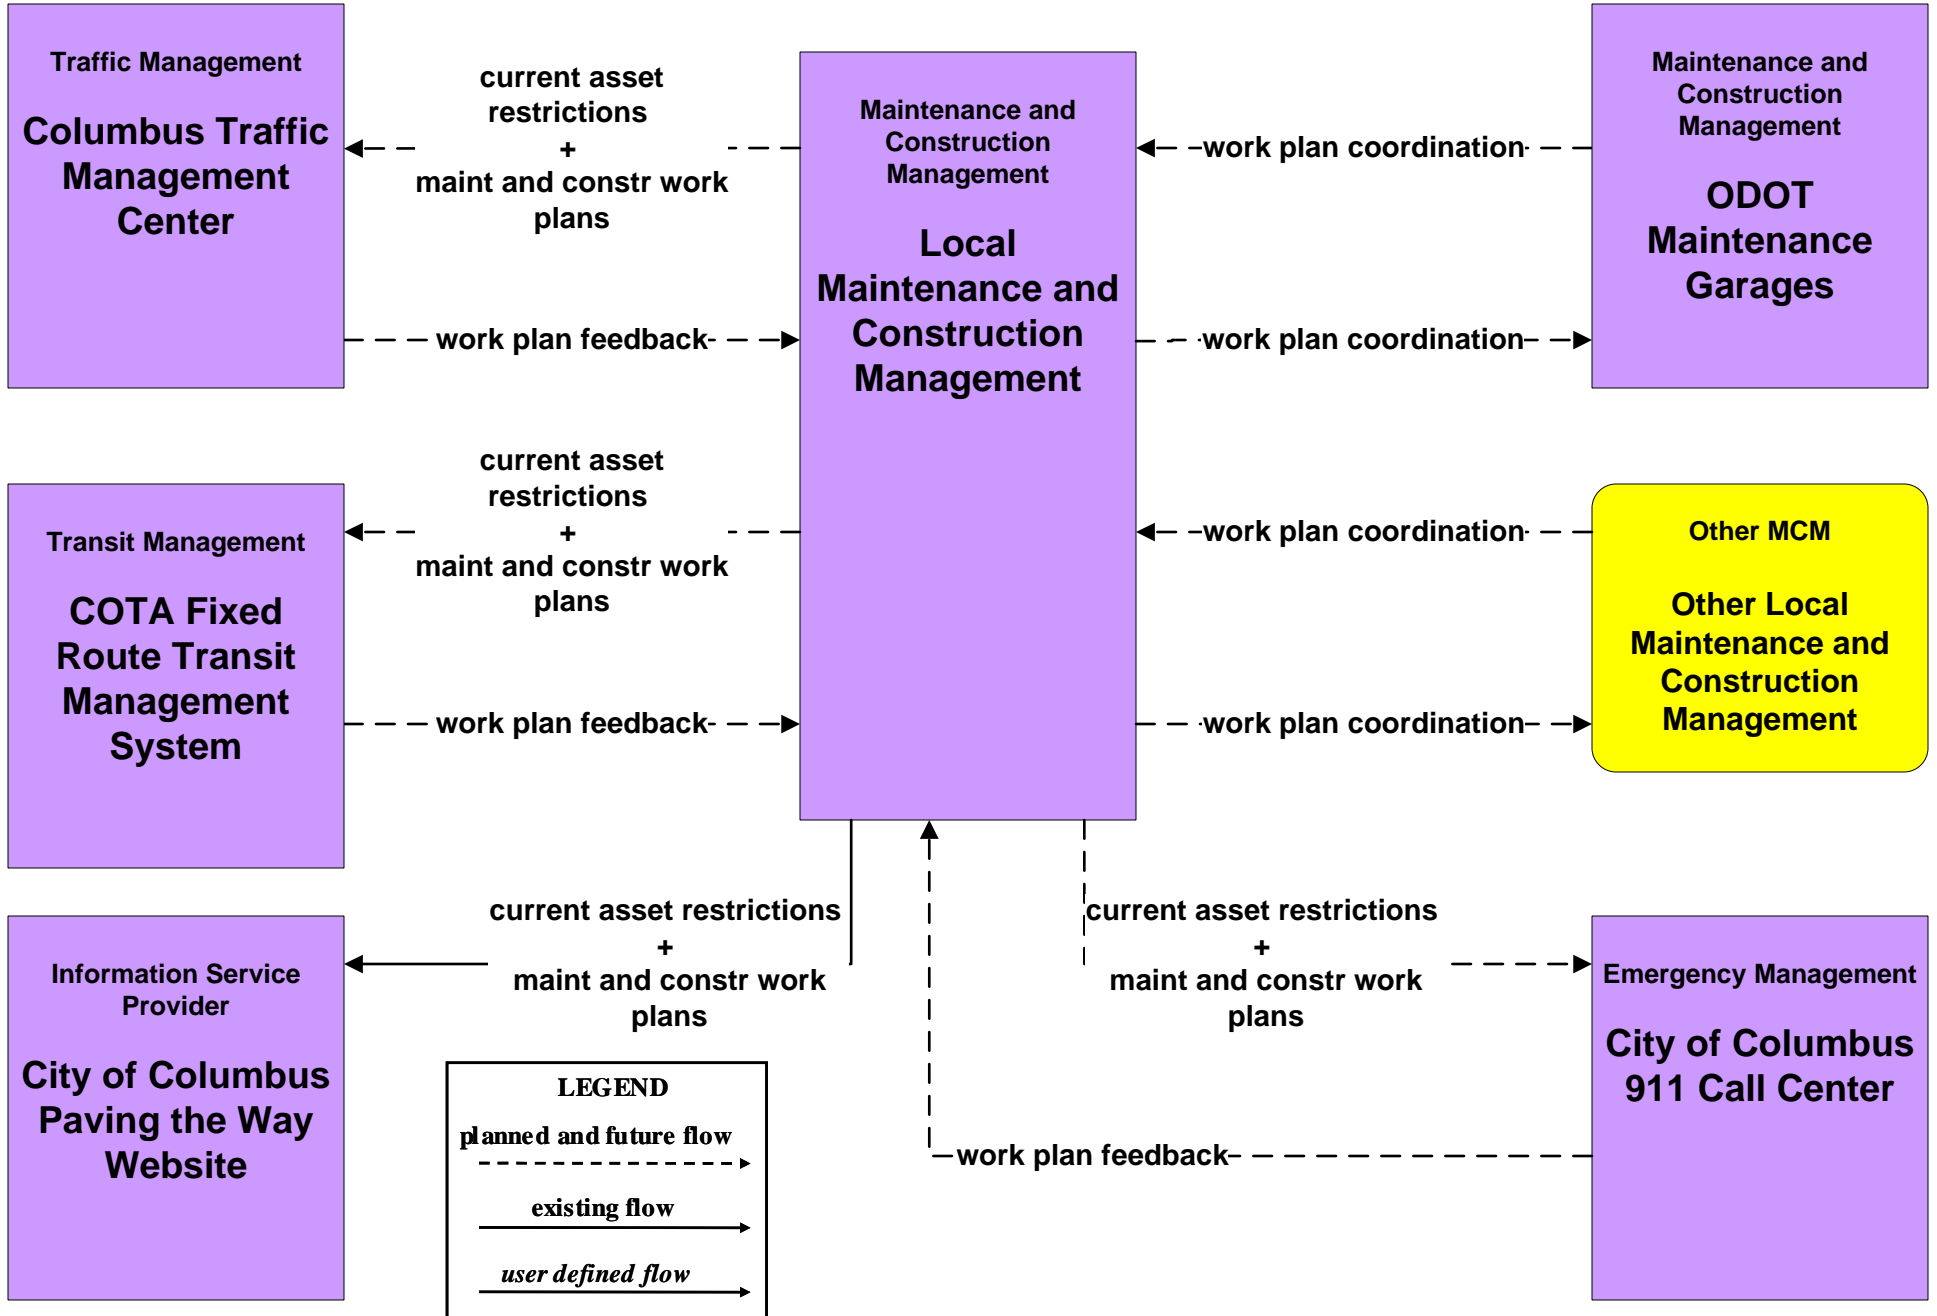 Traffic Management
Columbus Traffic
Management
Center
current asset
restrictions
+
maint and constr work
plans
work plan feedback
Maintenance and
Construction
Management
Local
Maintenance and
Construction
Management
work plan coordination
work plan coordination
Maintenance and
Construction
Management
ODOT
Maintenance
Garages
Transit Management
COTA Fixed
Route Transit
Management
System
current asset
restrictions
+
maint and constr work
plans
work plan feedback
work plan coordination
work plan coordination
Other MCM
Other Local
Maintenance and
Construction
Management
Information Service
Provider
City of Columbus
Paving the Way
Website
current asset restrictions
+
maint and constr work
plans
current asset restrictions
+
maint and constr work
plans
work plan feedback
Emergency Management
City of Columbus
911 Call Center
LEGEND
planned and future flow
existing flow
user defined flow